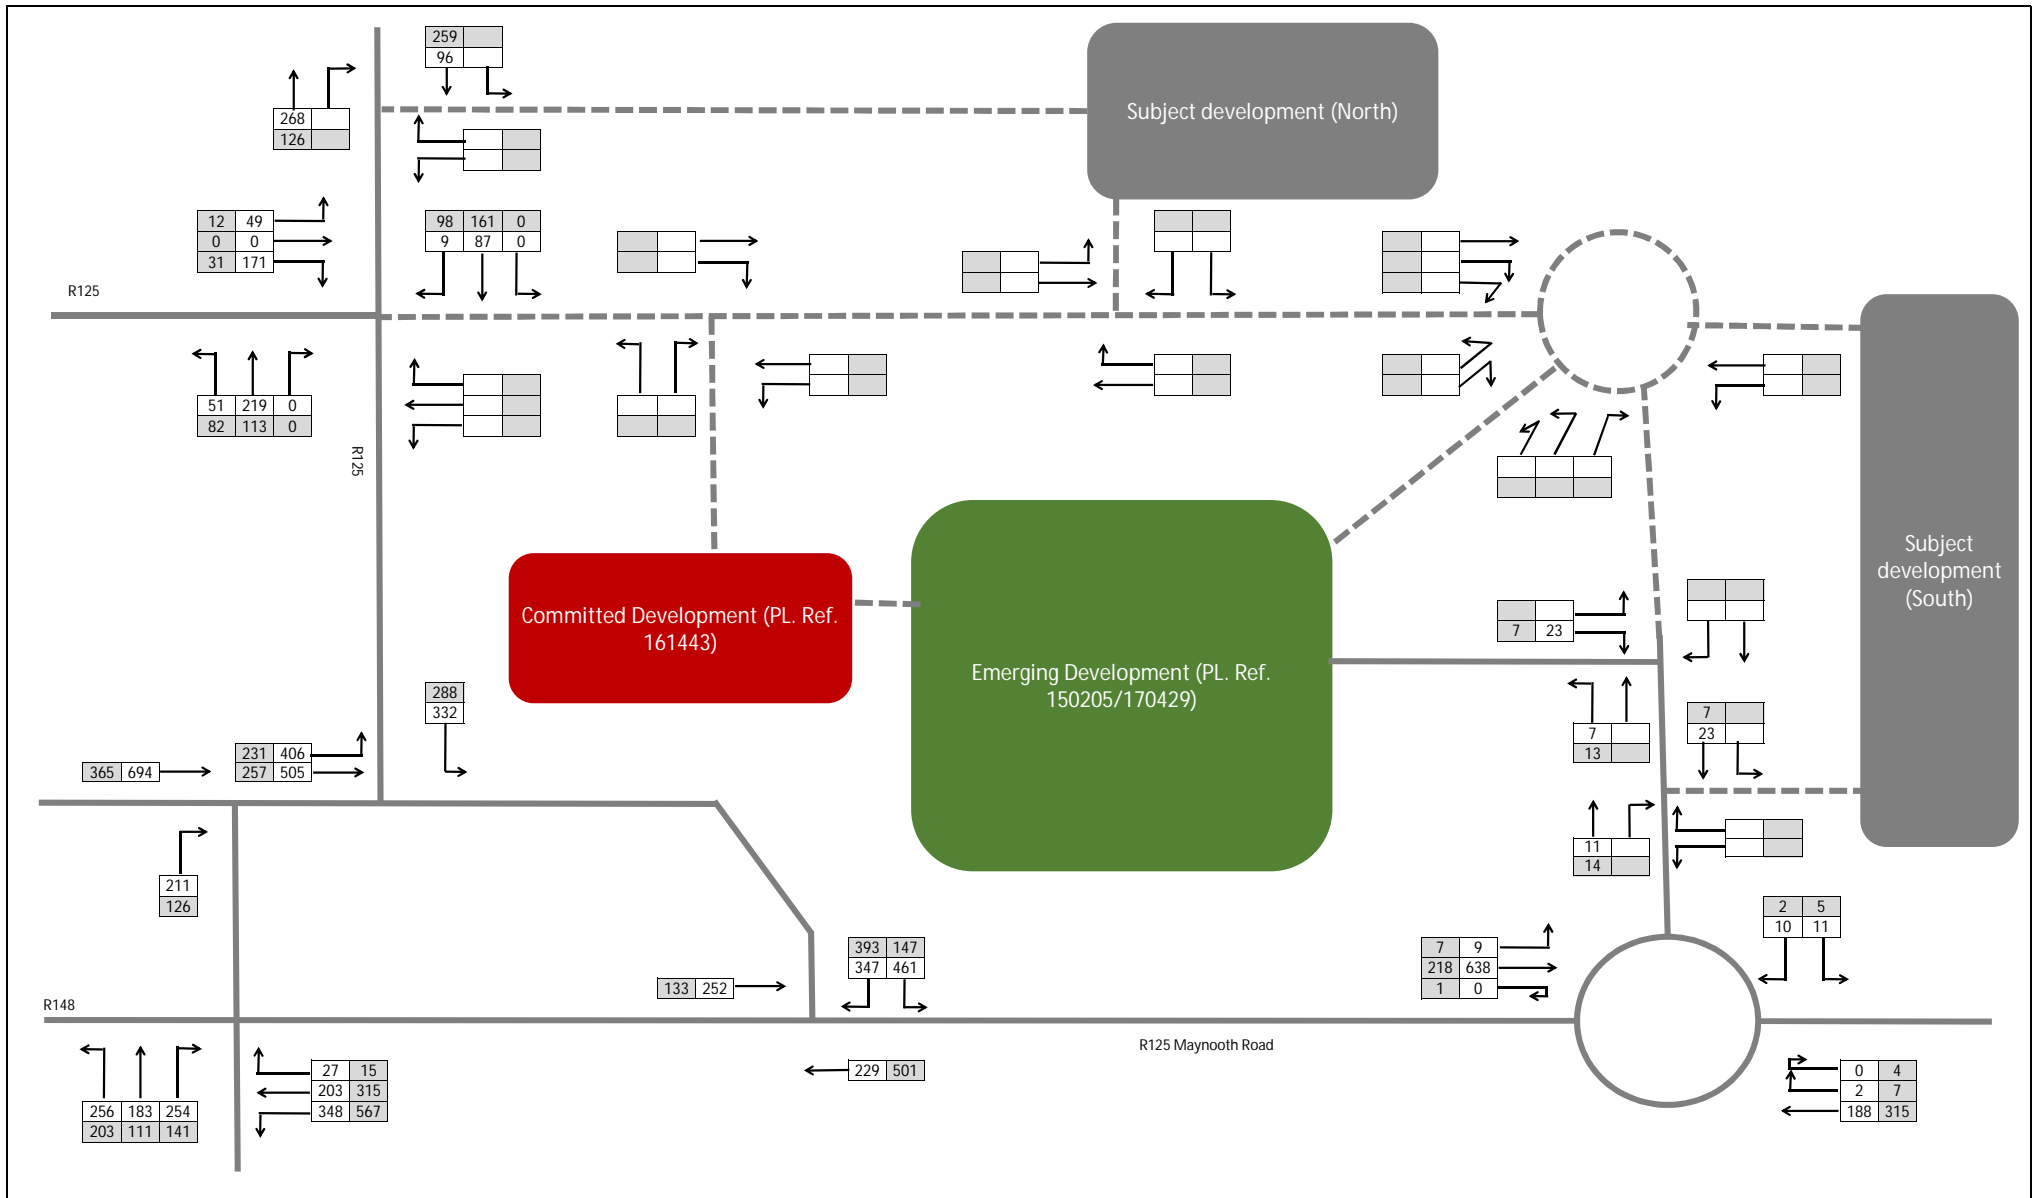 259
96
268
126
Subject development (North)
12 49
0 0
31 171
98 161 0
9 87 0
R125
51 219 0
82 113 0
R125
Subject
development
(South)
Committed Development (PL. Ref.
161443)
Emerging Development (PL. Ref.
150205/170429)
7 23
288
332
7
13
7
23
365 694
231 406
257 505
211
126
11
14
2 5
10 11
393 147
347 461
7 9
218 638
1 0
133 252
R148
R125 Maynooth Road
27 15
203 315
348 567
229 501
0 4
2 7
188 315
256 183 254
203 111 141